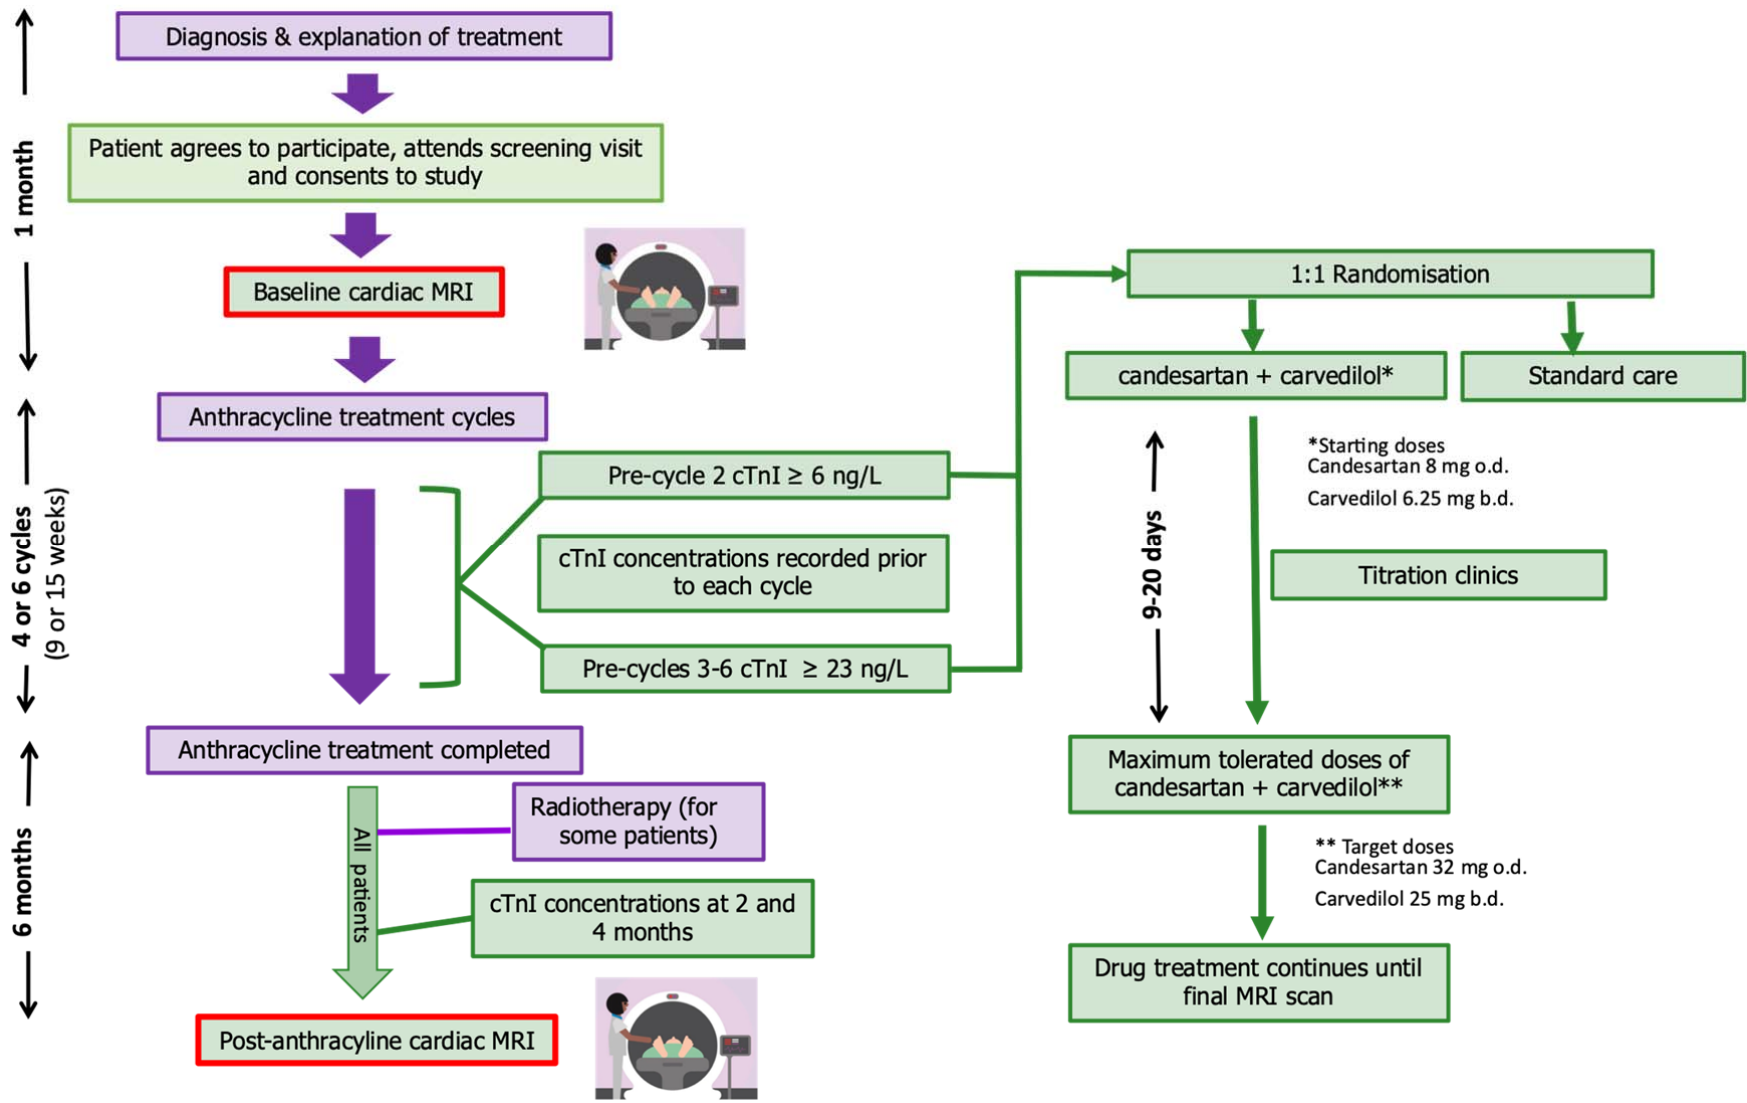 Diagnosis & explanation of treatment
Patient agrees to participate, attends screening visit
and consents to study
1 month
Baseline cardiac MRI
Anthracycline treatment cycles
4 or 6 cycles
(9 or 15 weeks)
Pre-cycle 2 cTnI ≥ 6 ng/L
cTnI concentrations recorded prior
to each cycle
Pre-cycles 3-6 cTnI ≥ 23 ng/L
Anthracycline treatment completed
6 months
All patients
Radiotherapy (for
some patients)
cTnI concentrations at 2 and
4 months
Post-anthracyline cardiac MRI
1:1 Randomisation
candesartan + carvedilol*
Standard care
*Starting doses
Candesartan 8 mg o.d.
Carvedilol 6.25 mg b.d.
9-20 days
Titration clinics
Maximum tolerated doses of
candesartan + carvedilol**
** Target doses
Candesartan 32 mg o.d.
Carvedilol 25 mg b.d.
Drug treatment continues until
final MRI scan